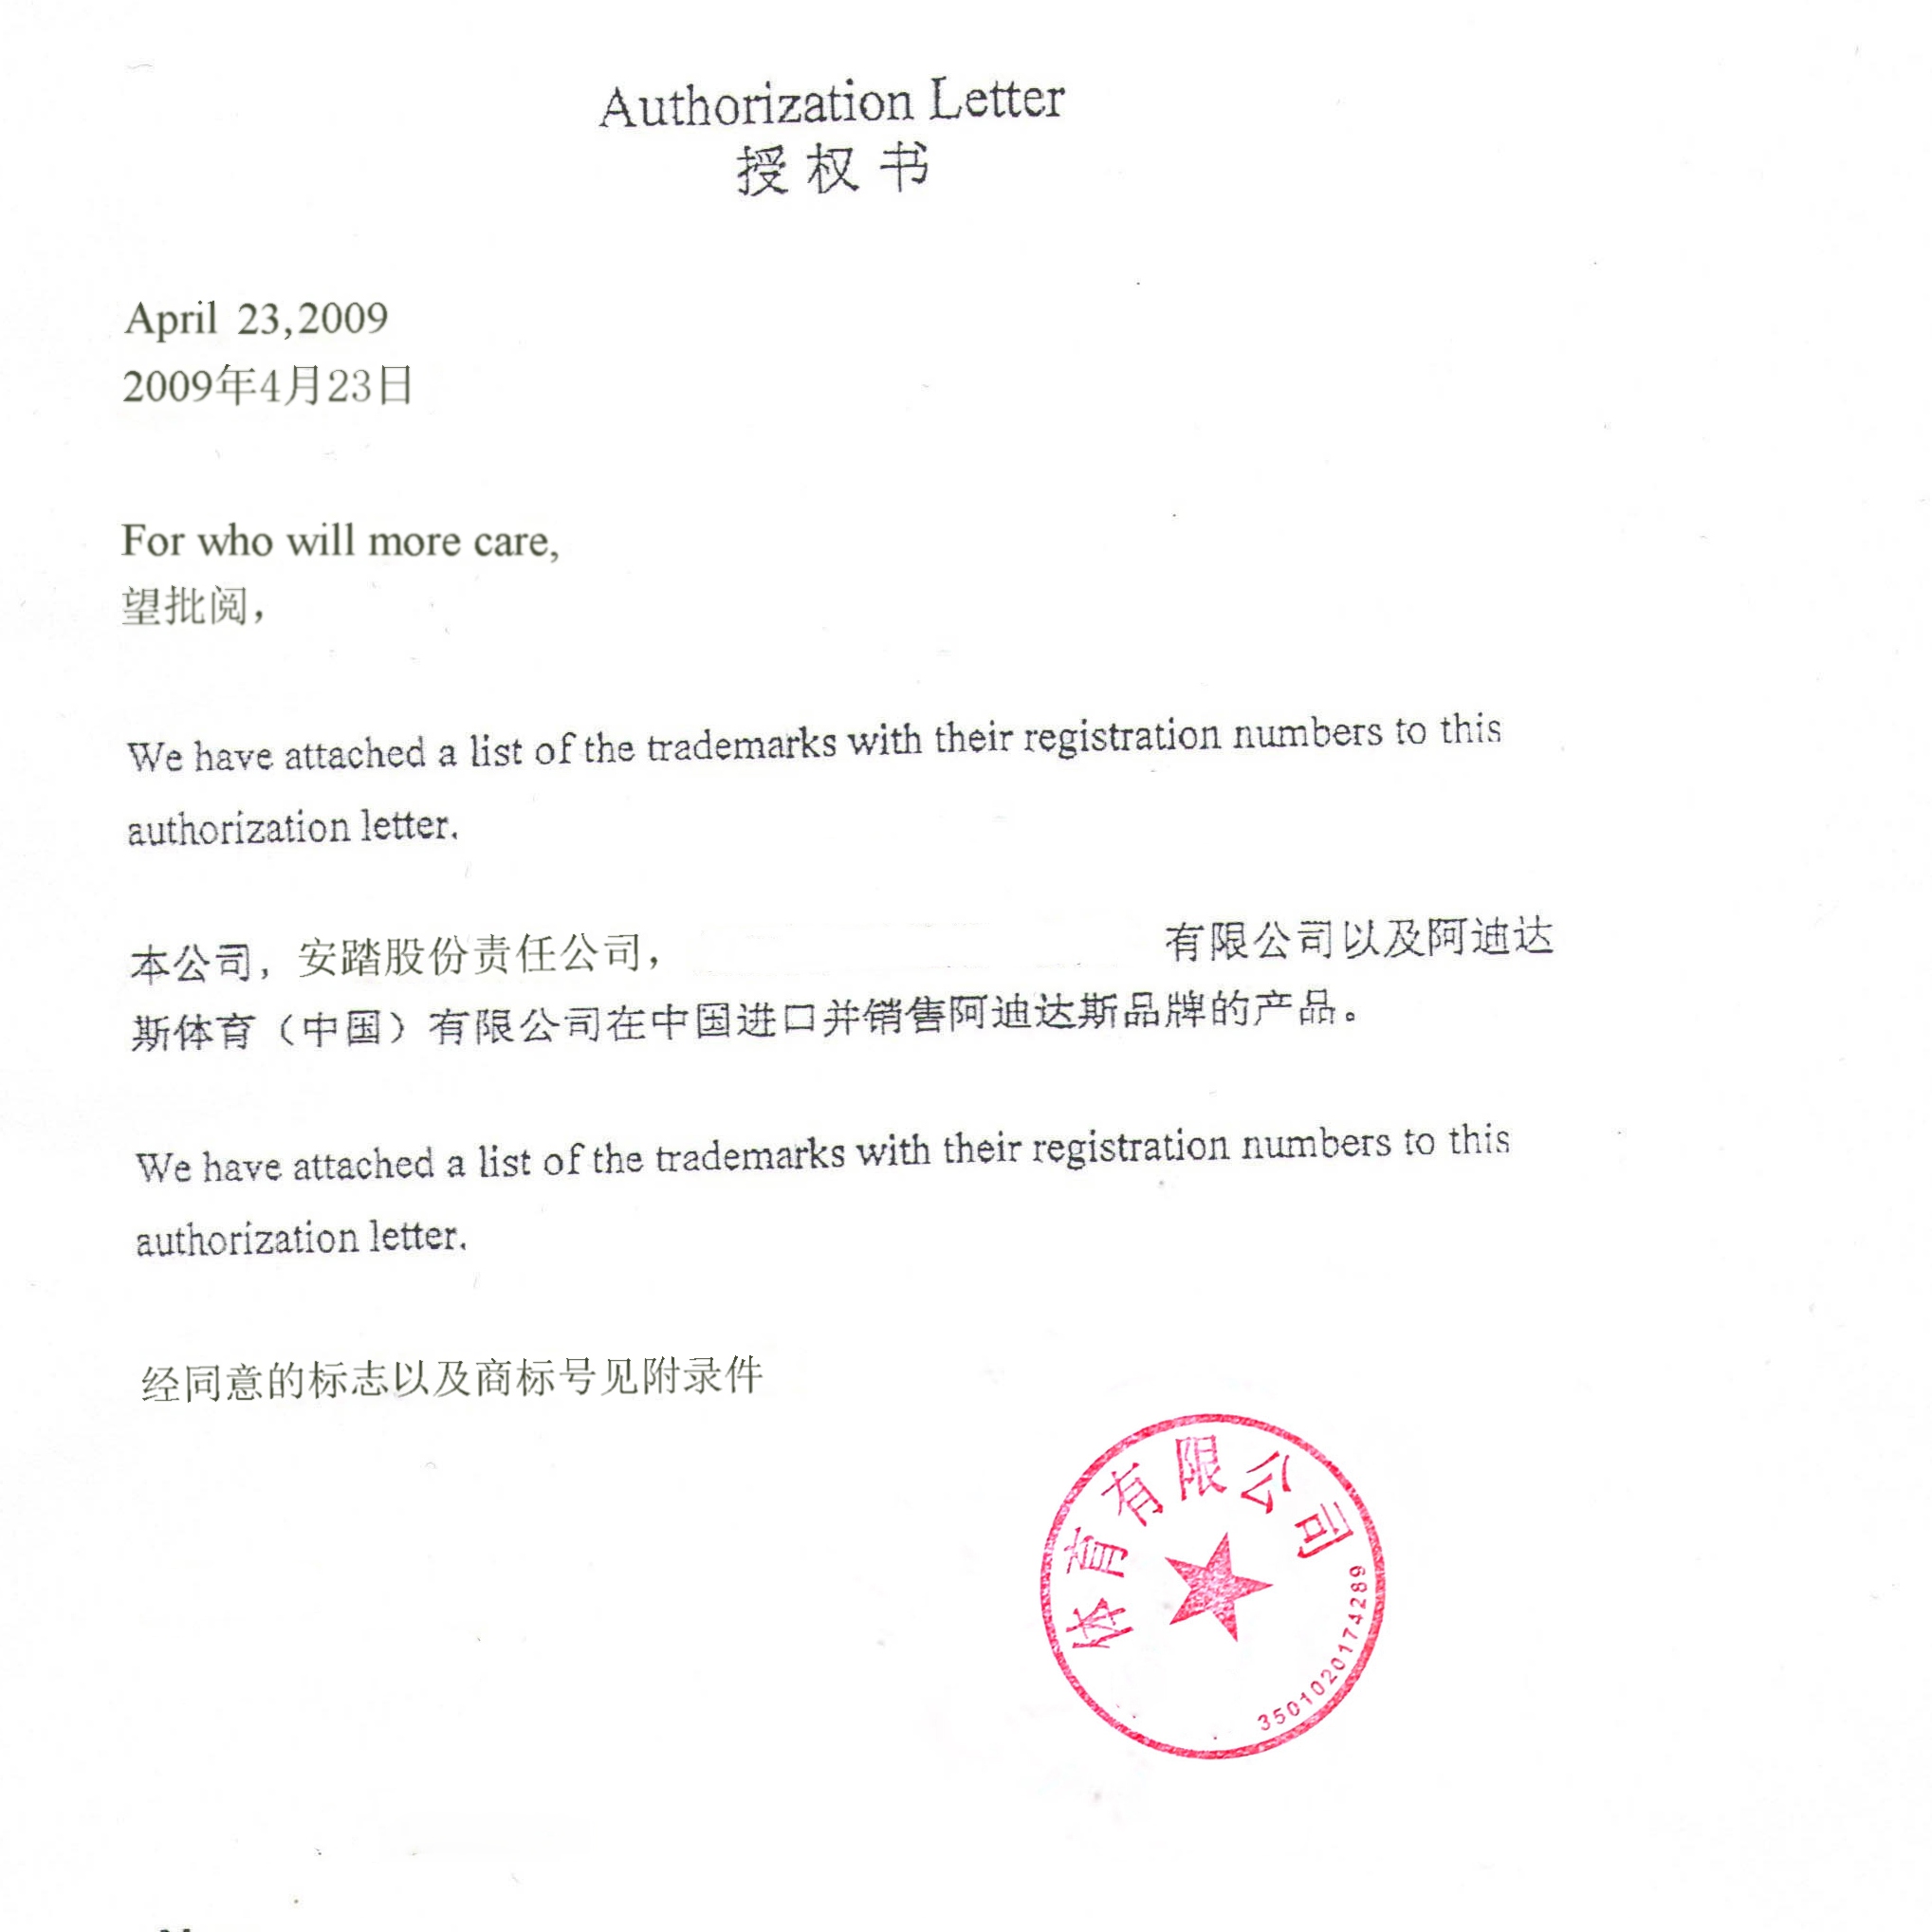 Authorization Letter
授权书
April 23,2009
2009年4月23日
For who will more care,
望批阅，
We have attached a list of the trademarks with their registration numbers to this
authorization letter.
本公司，安踏股份责任公司， 有限公司以及阿迪达
斯体育（中国）有限公司在中国进口并销售阿迪达斯品牌的产品。
We have attached a list of the trademarks with their registration numbers to this
authorization letter.
经同意的标志以及商标号见附录件
体育有限公司
3501020174289